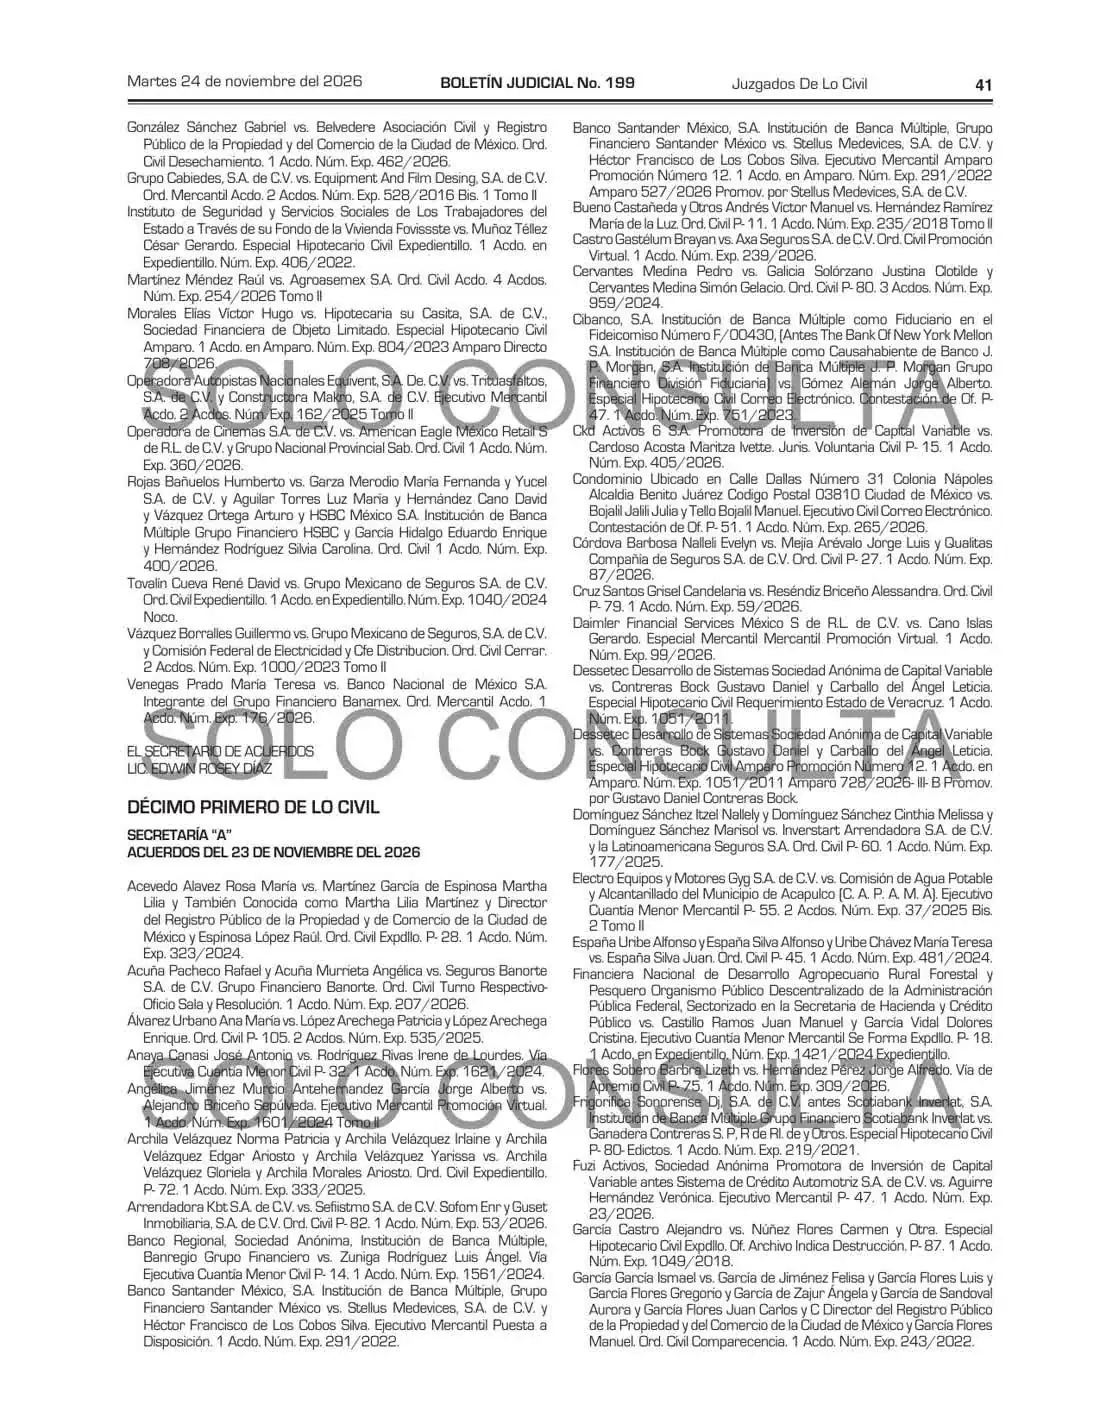 Martes 24 de noviembre del 2026
BOLETÍN JUDICIAL No. 199
Juzgados De Lo Civil
41
González Sánchez Gabriel vs. Belvedere Asociación Civil y Registro
Público de la Propiedad y del Comercio de la Ciudad de México. Ord.
Civil Desechamiento. 1 Acdo. Núm. Exp. 462/2026.
Grupo Cabiedes, S.A. de C.V. vs. Equipment And Film Desing, S.A. de C.V.
Ord. Mercantil Acdo. 2 Acdos. Núm. Exp. 528/2016 Bis. 1 Tomo II
Instituto de Seguridad y Servicios Sociales de Los Trabajadores del
Estado a Través de su Fondo de la Vivienda Fovissste vs. Muñoz Téllez
César Gerardo. Especial Hipotecario Civil Expedientillo. 1 Acdo. en
Expedientillo. Núm. Exp. 406/2022.
Martínez Méndez Raúl vs. Agroasemex S.A. Ord. Civil Acdo. 4 Acdos.
Núm. Exp. 254/2026 Tomo II
Morales Elías Víctor Hugo vs. Hipotecaria su Casita, S.A. de C.V.,
Sociedad Financiera de Objeto Limitado. Especial Hipotecario Civil
Amparo. 1 Acdo. en Amparo. Núm. Exp. 804/2023 Amparo Directo
708/2026.
Operadora Autopistas Nacionales Equivent, S.A. De. C.V. vs. Trituasfaltos,
S.A. de C.V. y Constructora Makro, S.A. de C.V. Ejecutivo Mercantil
Acdo. 2 Acdos. Núm. Exp. 162/2025 Tomo II
Operadora de Cinemas S.A. de C.V. vs. American Eagle México Retail S
de R.L. de C.V. y Grupo Nacional Provincial Sab. Ord. Civil 1 Acdo. Núm.
Exp. 360/2026.
Rojas Bañuelos Humberto vs. Garza Merodio María Fernanda y Yucel
S.A. de C.V. y Aguilar Torres Luz María y Hernández Cano David
y Vázquez Ortega Arturo y HSBC México S.A. Institución de Banca
Múltiple Grupo Financiero HSBC y García Hidalgo Eduardo Enrique
y Hernández Rodríguez Silvia Carolina. Ord. Civil 1 Acdo. Núm. Exp.
400/2026.
Tovalín Cueva René David vs. Grupo Mexicano de Seguros S.A. de C.V.
Ord. Civil Expedientillo. 1 Acdo. en Expedientillo. Núm. Exp. 1040/2024
Noco.
Vázquez Borralles Guillermo vs. Grupo Mexicano de Seguros, S.A. de C.V.
y Comisión Federal de Electricidad y Cfe Distribucion. Ord. Civil Cerrar.
2 Acdos. Núm. Exp. 1000/2023 Tomo II
Venegas Prado María Teresa vs. Banco Nacional de México S.A.
Integrante del Grupo Financiero Banamex. Ord. Mercantil Acdo. 1
Acdo. Núm. Exp. 176/2026.
EL SECRETARIO DE ACUERDOS
LIC. EDWIN ROSEY DÍAZ
DÉCIMO PRIMERO DE LO CIVIL
SECRETARÍA “A”
ACUERDOS DEL 23 DE NOVIEMBRE DEL 2026
Acevedo Alavez Rosa María vs. Martínez García de Espinosa Martha
Lilia y También Conocida como Martha Lilia Martínez y Director
del Registro Público de la Propiedad y de Comercio de la Ciudad de
México y Espinosa López Raúl. Ord. Civil Expdllo. P- 28. 1 Acdo. Núm.
Exp. 323/2024.
Acuña Pacheco Rafael y Acuña Murrieta Angélica vs. Seguros Banorte
S.A. de C.V. Grupo Financiero Banorte. Ord. Civil Turno Respectivo-
Oficio Sala y Resolución. 1 Acdo. Núm. Exp. 207/2026.
Álvarez Urbano Ana María vs. López Arechega Patricia y López Arechega
Enrique. Ord. Civil P- 105. 2 Acdos. Núm. Exp. 535/2025.
Anaya Canasi José Antonio vs. Rodríguez Rivas Irene de Lourdes. Vía
Ejecutiva Cuantía Menor Civil P- 32. 1 Acdo. Núm. Exp. 1621/2024.
Angélica Jiménez Murcio Antehernandez García Jorge Alberto vs.
Alejandro Briceño Sepúlveda. Ejecutivo Mercantil Promoción Virtual.
1 Acdo. Núm. Exp. 1601/2024 Tomo II
Archila Velázquez Norma Patricia y Archila Velázquez Irlaine y Archila
Velázquez Edgar Ariosto y Archila Velázquez Yarissa vs. Archila
Velázquez Gloriela y Archila Morales Ariosto. Ord. Civil Expedientillo.
P- 72. 1 Acdo. Núm. Exp. 333/2025.
Arrendadora Kbt S.A. de C.V. vs. Sefiistmo S.A. de C.V. Sofom Enr y Guset
Inmobiliaria, S.A. de C.V. Ord. Civil P- 82. 1 Acdo. Núm. Exp. 53/2026.
Banco Regional, Sociedad Anónima, Institución de Banca Múltiple,
Banregio Grupo Financiero vs. Zuniga Rodríguez Luis Ángel. Vía
Ejecutiva Cuantía Menor Civil P- 14. 1 Acdo. Núm. Exp. 1561/2024.
Banco Santander México, S.A. Institución de Banca Múltiple, Grupo
Financiero Santander México vs. Stellus Medevices, S.A. de C.V. y
Héctor Francisco de Los Cobos Silva. Ejecutivo Mercantil Puesta a
Disposición. 1 Acdo. Núm. Exp. 291/2022.
Banco Santander México, S.A. Institución de Banca Múltiple, Grupo
Financiero Santander México vs. Stellus Medevices, S.A. de C.V. y
Héctor Francisco de Los Cobos Silva. Ejecutivo Mercantil Amparo
Promoción Número 12. 1 Acdo. en Amparo. Núm. Exp. 291/2022
Amparo 527/2026 Promov. por Stellus Medevices, S.A. de C.V.
Bueno Castañeda y Otros Andrés Víctor Manuel vs. Hernández Ramírez
María de la Luz. Ord. Civil P- 11. 1 Acdo. Núm. Exp. 235/2018 Tomo II
Castro Gastélum Brayan vs. Axa Seguros S.A. de C.V. Ord. Civil Promoción
Virtual. 1 Acdo. Núm. Exp. 239/2026.
Cervantes Medina Pedro vs. Galicia Solórzano Justina Clotilde y
Cervantes Medina Simón Gelacio. Ord. Civil P- 80. 3 Acdos. Núm. Exp.
959/2024.
Cibanco, S.A. Institución de Banca Múltiple como Fiduciario en el
Fideicomiso Número F/00430, (Antes The Bank Of New York Mellon
S.A. Institución de Banca Múltiple como Causahabiente de Banco J.
P. Morgan, S.A. Institución de Banca Múltiple J. P. Morgan Grupo
Financiero División Fiduciaria) vs. Gómez Alemán Jorge Alberto.
Especial Hipotecario Civil Correo Electrónico. Contestación de Of. P-
47. 1 Acdo. Núm. Exp. 751/2023.
Ckd Activos 6 S.A. Promotora de Inversión de Capital Variable vs.
Cardoso Acosta Maritza Ivette. Juris. Voluntaria Civil P- 15. 1 Acdo.
Núm. Exp. 405/2026.
Condominio Ubicado en Calle Dallas Número 31 Colonia Nápoles
Alcaldia Benito Juárez Codigo Postal 03810 Ciudad de México vs.
Bojalil Jalili Julia y Tello Bojalil Manuel. Ejecutivo Civil Correo Electrónico.
Contestación de Of. P- 51. 1 Acdo. Núm. Exp. 265/2026.
Córdova Barbosa Nalleli Evelyn vs. Mejía Arévalo Jorge Luis y Qualitas
Compañía de Seguros S.A. de C.V. Ord. Civil P- 27. 1 Acdo. Núm. Exp.
87/2026.
Cruz Santos Grisel Candelaria vs. Reséndiz Briceño Alessandra. Ord. Civil
P- 79. 1 Acdo. Núm. Exp. 59/2026.
Daimler Financial Services México S de R.L. de C.V. vs. Cano Islas
Gerardo. Especial Mercantil Mercantil Promoción Virtual. 1 Acdo.
Núm. Exp. 99/2026.
Dessetec Desarrollo de Sistemas Sociedad Anónima de Capital Variable
vs. Contreras Bock Gustavo Daniel y Carballo del Ángel Leticia.
Especial Hipotecario Civil Requerimiento Estado de Veracruz. 1 Acdo.
Núm. Exp. 1051/2011.
Dessetec Desarrollo de Sistemas Sociedad Anónima de Capital Variable
vs. Contreras Bock Gustavo Daniel y Carballo del Ángel Leticia.
Especial Hipotecario Civil Amparo Promoción Número 12. 1 Acdo. en
Amparo. Núm. Exp. 1051/2011 Amparo 728/2026- III- B Promov.
por Gustavo Daniel Contreras Bock.
Domínguez Sánchez Itzel Nallely y Domínguez Sánchez Cinthia Melissa y
Domínguez Sánchez Marisol vs. Inverstart Arrendadora S.A. de C.V.
y la Latinoamericana Seguros S.A. Ord. Civil P- 60. 1 Acdo. Núm. Exp.
177/2025.
Electro Equipos y Motores Gyg S.A. de C.V. vs. Comisión de Agua Potable
y Alcantarillado del Municipio de Acapulco (C. A. P. A. M. A). Ejecutivo
Cuantía Menor Mercantil P- 55. 2 Acdos. Núm. Exp. 37/2025 Bis.
2 Tomo II
España Uribe Alfonso y España Silva Alfonso y Uribe Chávez María Teresa
vs. España Silva Juan. Ord. Civil P- 45. 1 Acdo. Núm. Exp. 481/2024.
Financiera Nacional de Desarrollo Agropecuario Rural Forestal y
Pesquero Organismo Público Descentralizado de la Administración
Pública Federal, Sectorizado en la Secretaria de Hacienda y Crédito
Público vs. Castillo Ramos Juan Manuel y García Vidal Dolores
Cristina. Ejecutivo Cuantía Menor Mercantil Se Forma Expdllo. P- 18.
1 Acdo. en Expedientillo. Núm. Exp. 1421/2024 Expedientillo.
Flores Sobero Barbra Lizeth vs. Hernández Pérez Jorge Alfredo. Vía de
Apremio Civil P- 75. 1 Acdo. Núm. Exp. 309/2026.
Frigorífica Sonorense Dj, S.A. de C.V. antes Scotiabank Inverlat, S.A.
Institución de Banca Múltiple Grupo Financiero Scotiabank Inverlat vs.
Ganadera Contreras S. P, R de Rl. de y Otros. Especial Hipotecario Civil
P- 80- Edictos. 1 Acdo. Núm. Exp. 219/2021.
Fuzi Activos, Sociedad Anónima Promotora de Inversión de Capital
Variable antes Sistema de Crédito Automotriz S.A. de C.V. vs. Aguirre
Hernández Verónica. Ejecutivo Mercantil P- 47. 1 Acdo. Núm. Exp.
23/2026.
García Castro Alejandro vs. Núñez Flores Carmen y Otra. Especial
Hipotecario Civil Expdllo. Of. Archivo Indica Destrucción. P- 87. 1 Acdo.
Núm. Exp. 1049/2018.
García García Ismael vs. García de Jiménez Felisa y García Flores Luis y
García Flores Gregorio y García de Zajur Ángela y García de Sandoval
Aurora y García Flores Juan Carlos y C Director del Registro Público
de la Propiedad y del Comercio de la Ciudad de México y García Flores
Manuel. Ord. Civil Comparecencia. 1 Acdo. Núm. Exp. 243/2022.
SOLO CONSULTA
SOLO CONSULTA
SOLO CONSULTA